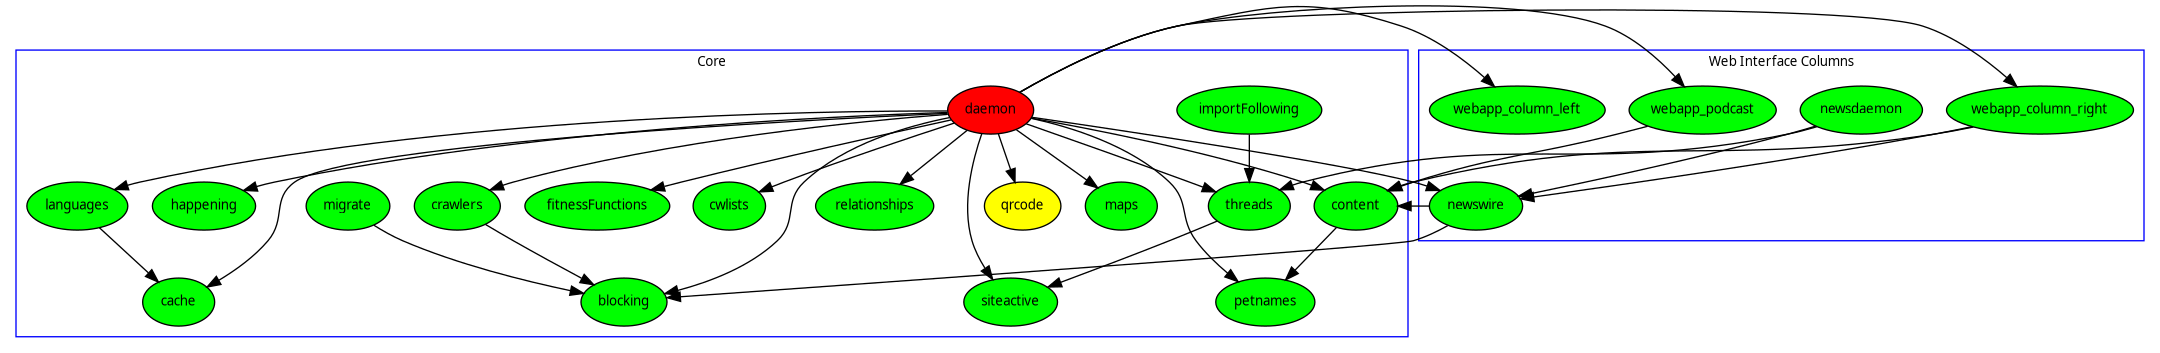 Core
Web Interface Columns
daemon
importFollowing
webapp_column_left
webapp_podcast
newsdaemon
webapp_column_right
languages
happening
migrate
crawlers
fitnessFunctions
cwlists
relationships
qrcode
maps
threads
content
newswire
cache
blocking
siteactive
petnames